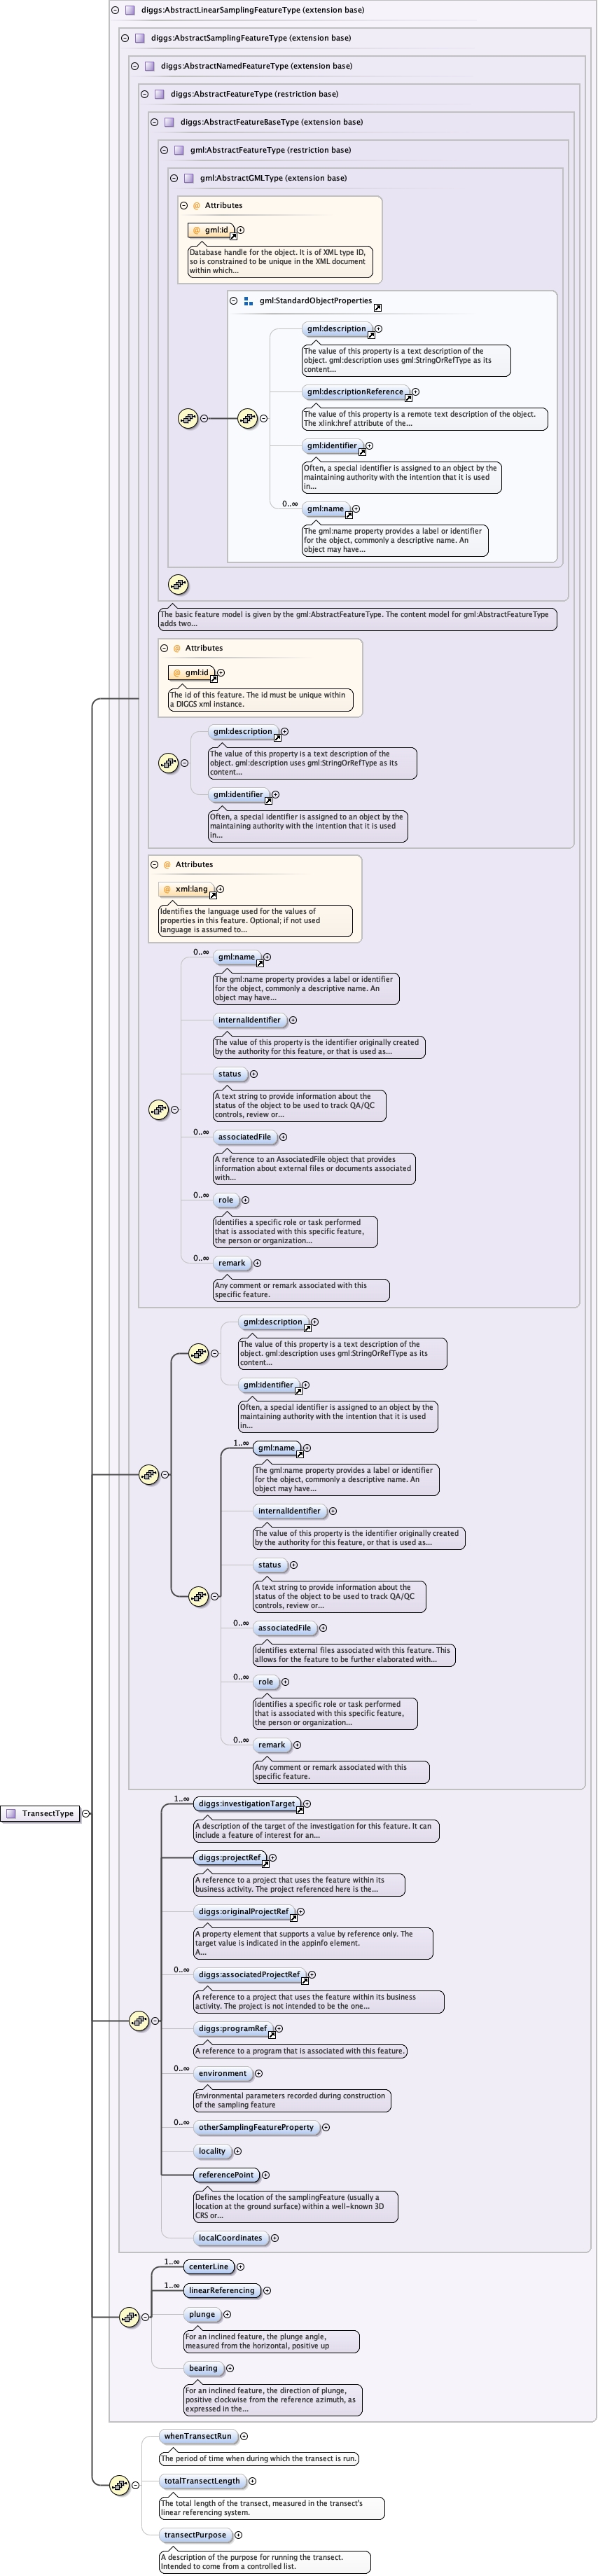 diggs:AbstractLinearSamplingFeatureType (extension base)
diggs:AbstractSamplingFeatureType (extension base)
diggs:AbstractNamedFeatureType (extension base)
diggs:AbstractFeatureType (restriction base)
diggs:AbstractFeatureBaseType (extension base)
gml:AbstractFeatureType (restriction base)
gml:AbstractGMLType (extension base)
@ Attributes
@ gml:id
Database handle for the object. It is of XML type ID,
so is constrained to be unique in the XML document
within which...
gml:StandardObjectProperties
gml:description
The value of this property is a text description of the
object. gml:description uses gml:StringOrRefType as its
content...
gml:descriptionReference
The value of this property is a remote text description of the object.
The xlink:href attribute of the...
gml:identifier
Often, a special identifier is assigned to an object by the
maintaining authority with the intention that it is used
in...
0..∞
gml:name
The gml:name property provides a label or identifier
for the object, commonly a descriptive name. An
object may have...
The basic feature model is given by the gml:AbstractFeatureType. The content model for gml:AbstractFeatureType
adds two...
@ Attributes
@ gml:id
The id of this feature. The id must be unique within
a DIGGS xml instance.
gml:description
The value of this property is a text description of the
object. gml:description uses gml:StringOrRefType as its
content...
gml:identifier
Often, a special identifier is assigned to an object by the
maintaining authority with the intention that it is used
in...
@ Attributes
@ xml:lang
Identifies the language used for the values of
properties in this feature. Optional; if not used
language is assumed to...
0..∞
gml:name
The gml:name property provides a label or identifier
for the object, commonly a descriptive name. An
object may have...
internalIdentifier
The value of this property is the identifier originally created
by the authority for this feature, or that is used as...
status
A text string to provide information about the
status of the object to be used to track QA/QC
controls, review or...
0..∞
associatedFile
A reference to an AssociatedFile object that provides
information about external files or documents associated
with...
0..∞
role
Identifies a specific role or task performed
that is associated with this specific feature,
the person or organization...
0..∞
remark
Any comment or remark associated with this
specific feature.
gml:description
The value of this property is a text description of the
object. gml:description uses gml:StringOrRefType as its
content...
gml:identifier
Often, a special identifier is assigned to an object by the
maintaining authority with the intention that it is used
in...
1..∞
gml:name
The gml:name property provides a label or identifier
for the object, commonly a descriptive name. An
object may have...
internalIdentifier
The value of this property is the identifier originally created
by the authority for this feature, or that is used as...
status
A text string to provide information about the
status of the object to be used to track QA/QC
controls, review or...
0..∞
associatedFile
Identifies external files associated with this feature. This
allows for the feature to be further elaborated with...
0..∞
role
Identifies a specific role or task performed
that is associated with this specific feature,
the person or organization...
0..∞
remark
Any comment or remark associated with this
specific feature.
TransectType
1..∞
diggs:investigationTarget
A description of the target of the investigation for this feature. It can
include a feature of interest for an...
diggs:projectRef
A reference to a project that uses the feature within its
business activity. The project referenced here is the...
diggs:originalProjectRef
A property element that supports a value by reference only. The
target value is indicated in the appinfo element.
A...
0..∞
diggs:associatedProjectRef
A reference to a project that uses the feature within its business
activity. The project is not intended to be the one...
diggs:programRef
A reference to a program that is associated with this feature.
0..∞
environment
Environmental parameters recorded during construction
of the sampling feature
0..∞
otherSamplingFeatureProperty
locality
referencePoint
Defines the location of the samplingFeature (usually a
location at the ground surface) within a well-known 3D
CRS or...
localCoordinates
1..∞
centerLine
1..∞
linearReferencing
plunge
For an inclined feature, the plunge angle,
measured from the horizontal, positive up
bearing
For an inclined feature, the direction of plunge,
positive clockwise from the reference azimuth, as
expressed in the...
whenTransectRun
The period of time when during which the transect is run.
totalTransectLength
The total length of the transect, measured in the transect's
linear referencing system.
transectPurpose
A description of the purpose for running the transect.
Intended to come from a controlled list.